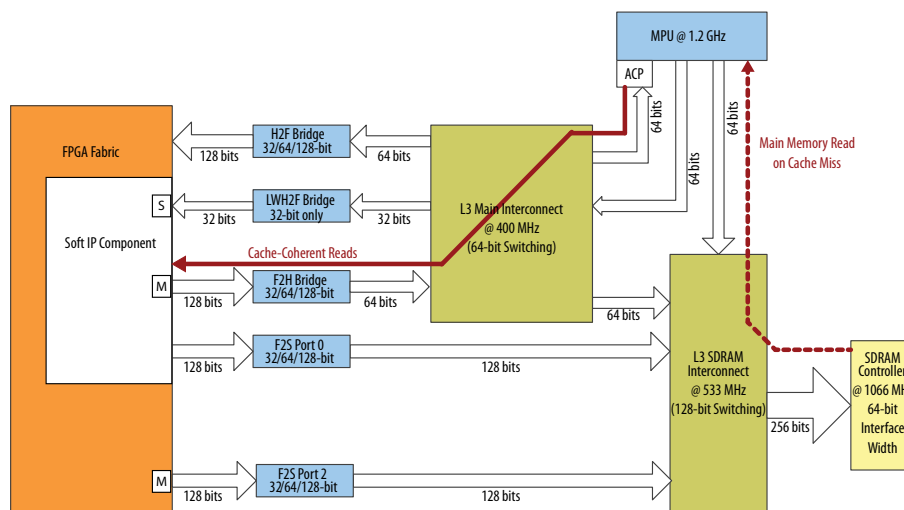 MPU @ 1.2 GHz
ACP
64 bits
64 bits
64 bits
Main Memory Read
on Cache Miss
FPGA Fabric
H2F Bridge
32/64/128-bit
128 bits
64 bits
Soft IP Component
S
LWH2F Bridge
32-bit only
32 bits
32 bits
L3 Main Interconnect
@ 400 MHz
(64-bit Switching)
Cache-Coherent Reads
M
F2H Bridge
32/64/128-bit
128 bits
64 bits
64 bits
F2S Port 0
32/64/128-bit
128 bits
128 bits
L3 SDRAM
Interconnect
@ 533 MHz
(128-bit Switching)
256 bits
SDRAM
Controller
@ 1066 MH
64-bit
Interface
Width
M
F2S Port 2
32/64/128-bit
128 bits
128 bits